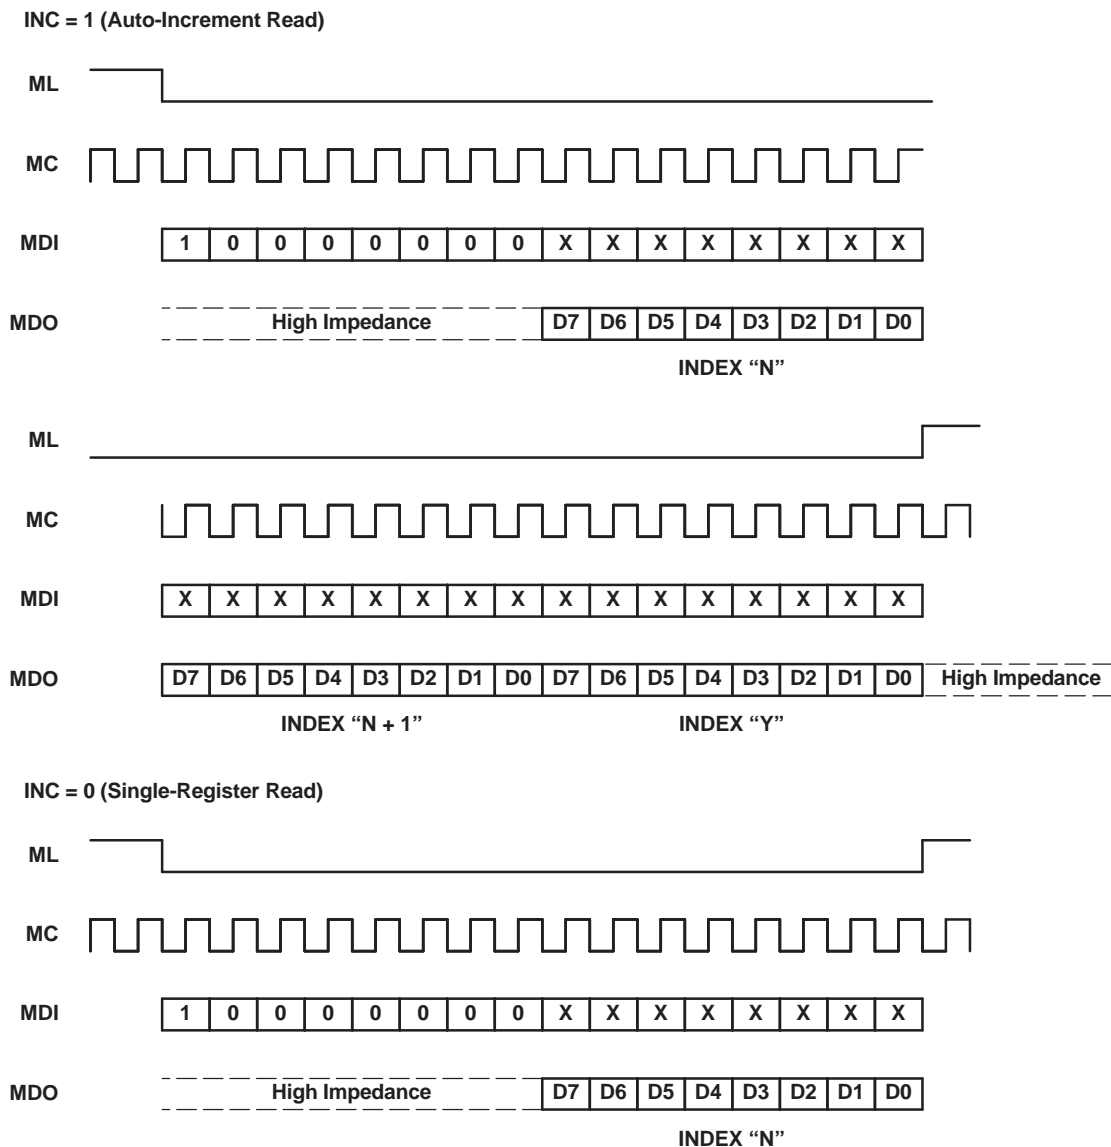 INC = 1 (Auto-Increment Read)
ML
MC
MDI 1 0 0 0 0 0 0 0 X X X X X X X X
MDO High Impedance D7 D6 D5 D4 D3 D2 D1 D0
INDEX “N”
ML
MC
MDI X X X X X X X X X X X X X X X X
MDO D7 D6 D5 D4 D3 D2 D1 D0 D7 D6 D5 D4 D3 D2 D1 D0 High Impedance
INDEX “N + 1” INDEX “Y”
INC = 0 (Single-Register Read)
ML
MC
MDI 1 0 0 0 0 0 0 0 X X X X X X X X
MDO High Impedance D7 D6 D5 D4 D3 D2 D1 D0
INDEX “N”